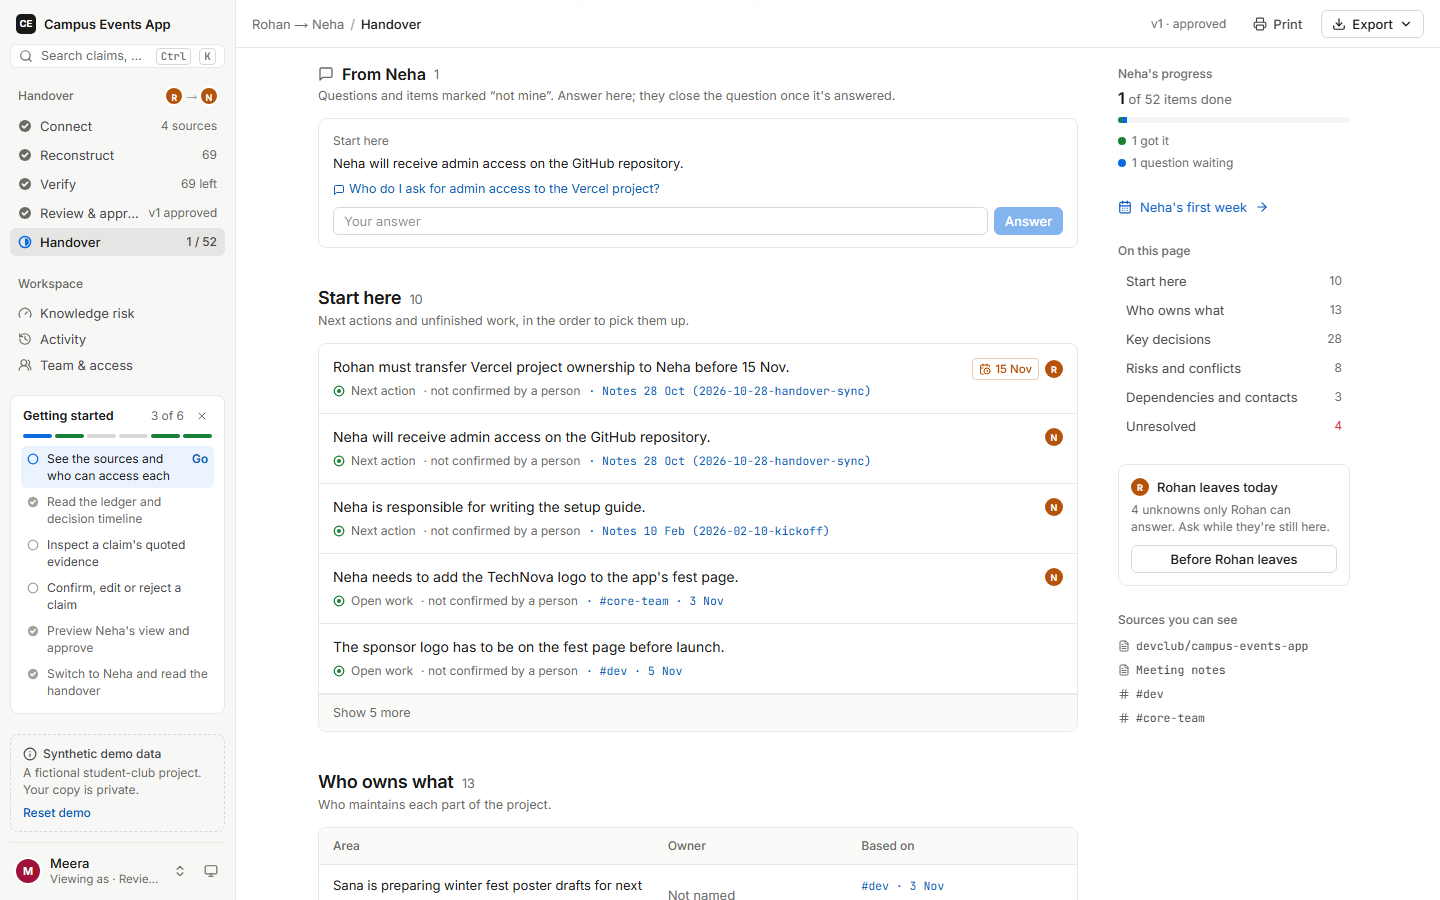 CE Campus Events App
Search claims, ... Ctrl K
Handover R → N
Connect 4 sources
Reconstruct 69
Verify 69 left
Review & appr... v1 approved
Handover 1 / 52
Workspace
Knowledge risk
Activity
Team & access
Getting started 3 of 6
See the sources and Go
who can access each
Read the ledger and
decision timeline
Inspect a claim's quoted
evidence
Confirm, edit or reject a
claim
Preview Neha's view and
approve
Switch to Neha and read the
handover
Synthetic demo data
A fictional student-club project.
Your copy is private.
Reset demo
M Meera
Viewing as · Revie...
Rohan → Neha / Handover
v1 · approved Print Export
From Neha 1
Questions and items marked “not mine”. Answer here; they close the question once it's answered.
Start here
Neha will receive admin access on the GitHub repository.
Who do I ask for admin access to the Vercel project?
Your answer Answer
Start here 10
Next actions and unfinished work, in the order to pick them up.
Rohan must transfer Vercel project ownership to Neha before 15 Nov. 15 Nov R
Next action · not confirmed by a person · Notes 28 Oct (2026-10-28-handover-sync)
Neha will receive admin access on the GitHub repository. N
Next action · not confirmed by a person · Notes 28 Oct (2026-10-28-handover-sync)
Neha is responsible for writing the setup guide. N
Next action · not confirmed by a person · Notes 10 Feb (2026-02-10-kickoff)
Neha needs to add the TechNova logo to the app's fest page. N
Open work · not confirmed by a person · #core-team · 3 Nov
The sponsor logo has to be on the fest page before launch.
Open work · not confirmed by a person · #dev · 5 Nov
Show 5 more
Who owns what 13
Who maintains each part of the project.
Area Owner Based on
Sana is preparing winter fest poster drafts for next #dev · 3 Nov
Not named
Neha's progress
1 of 52 items done
1 got it
1 question waiting
Neha's first week →
On this page
Start here 10
Who owns what 13
Key decisions 28
Risks and conflicts 8
Dependencies and contacts 3
Unresolved 4
R Rohan leaves today
4 unknowns only Rohan can
answer. Ask while they're still here.
Before Rohan leaves
Sources you can see
devclub/campus-events-app
Meeting notes
# #dev
# #core-team